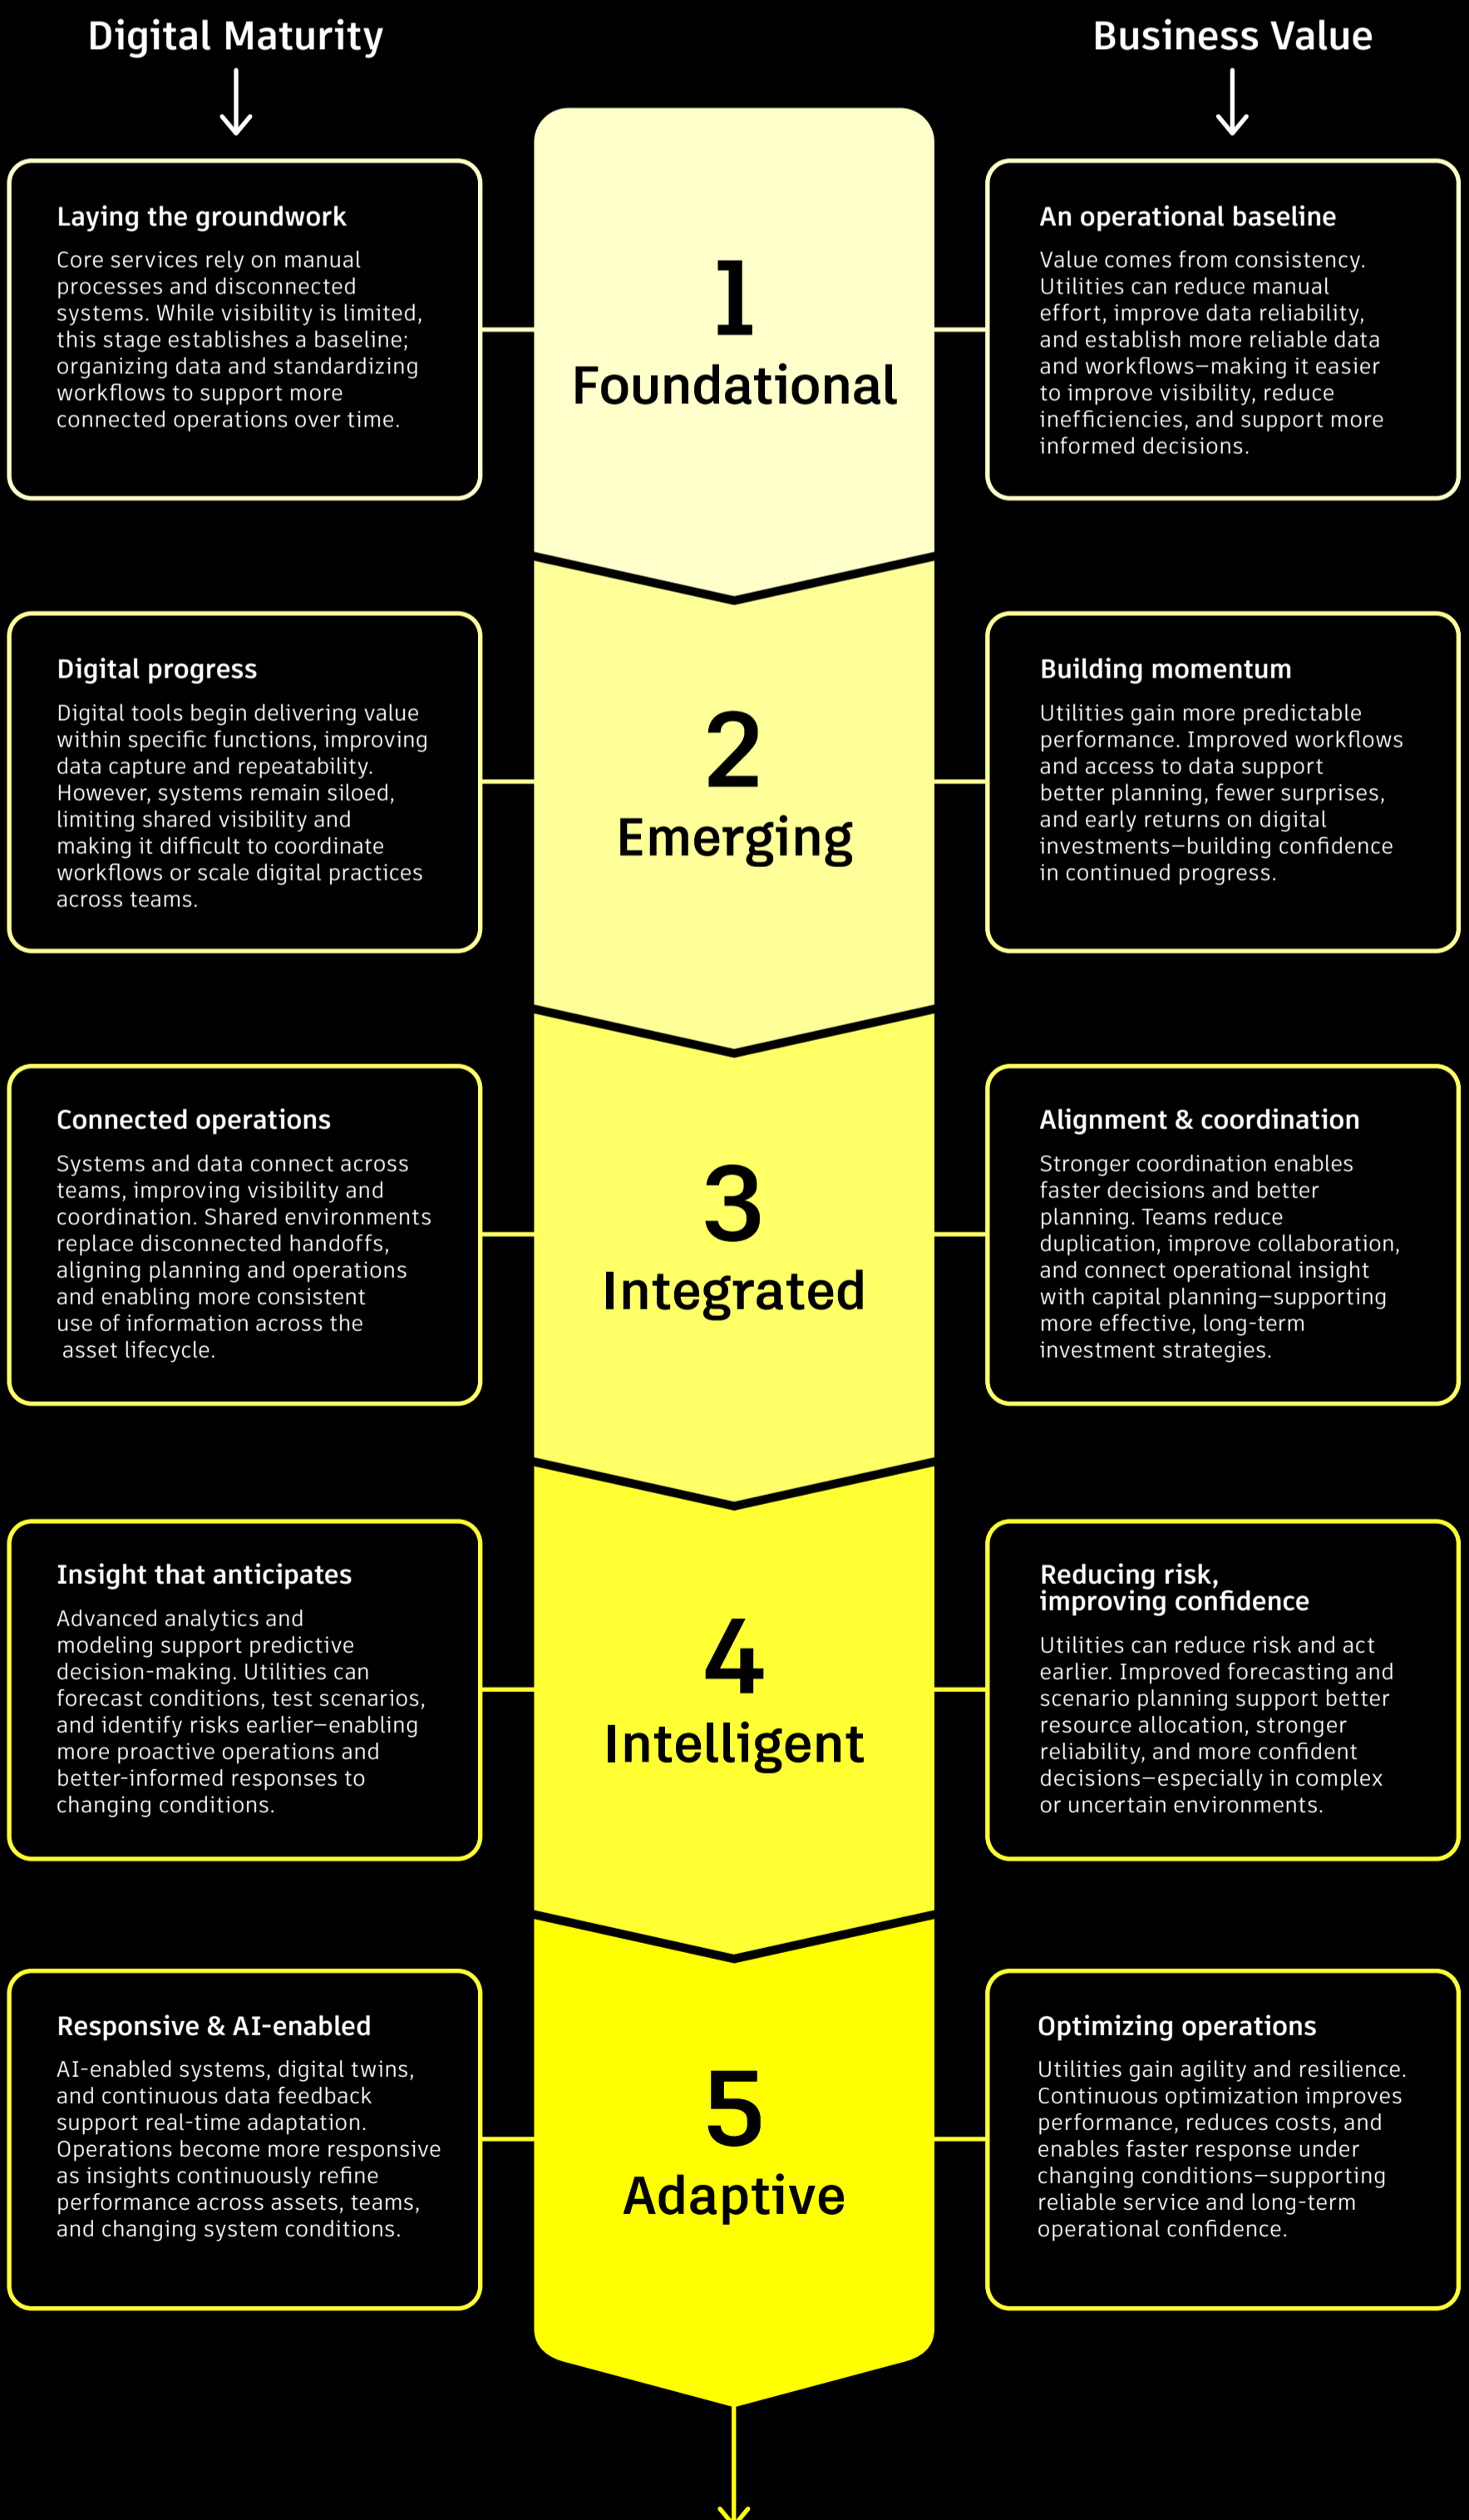 Digital Maturity
Business Value
Laying the groundwork
Core services rely on manual
processes and disconnected
systems. While visibility is limited,
this stage establishes a baseline;
organizing data and standardizing
workflows to support more
connected operations over time.
1
Foundational
An operational baseline
Value comes from consistency.
Utilities can reduce manual
effort, improve data reliability,
and establish more reliable data
and workflows—making it easier
to improve visibility, reduce
inefficiencies, and support more
informed decisions.
Digital progress
Digital tools begin delivering value
within specific functions, improving
data capture and repeatability.
However, systems remain siloed,
limiting shared visibility and
making it difficult to coordinate
workflows or scale digital practices
across teams.
2
Emerging
Building momentum
Utilities gain more predictable
performance. Improved workflows
and access to data support
better planning, fewer surprises,
and early returns on digital
investments—building confidence
in continued progress.
Connected operations
Systems and data connect across
teams, improving visibility and
coordination. Shared environments
replace disconnected handoffs,
aligning planning and operations
and enabling more consistent
use of information across the
asset lifecycle.
3
Integrated
Alignment & coordination
Stronger coordination enables
faster decisions and better
planning. Teams reduce
duplication, improve collaboration,
and connect operational insight
with capital planning—supporting
more effective, long-term
investment strategies.
Insight that anticipates
Advanced analytics and
modeling support predictive
decision-making. Utilities can
forecast conditions, test scenarios,
and identify risks earlier—enabling
more proactive operations and
better-informed responses to
changing conditions.
4
Intelligent
Reducing risk,
improving confidence
Utilities can reduce risk and act
earlier. Improved forecasting and
scenario planning support better
resource allocation, stronger
reliability, and more confident
decisions—especially in complex
or uncertain environments.
Responsive & AI-enabled
AI-enabled systems, digital twins,
and continuous data feedback
support real-time adaptation.
Operations become more responsive
as insights continuously refine
performance across assets, teams,
and changing system conditions.
5
Adaptive
Optimizing operations
Utilities gain agility and resilience.
Continuous optimization improves
performance, reduces costs, and
enables faster response under
changing conditions—supporting
reliable service and long-term
operational confidence.